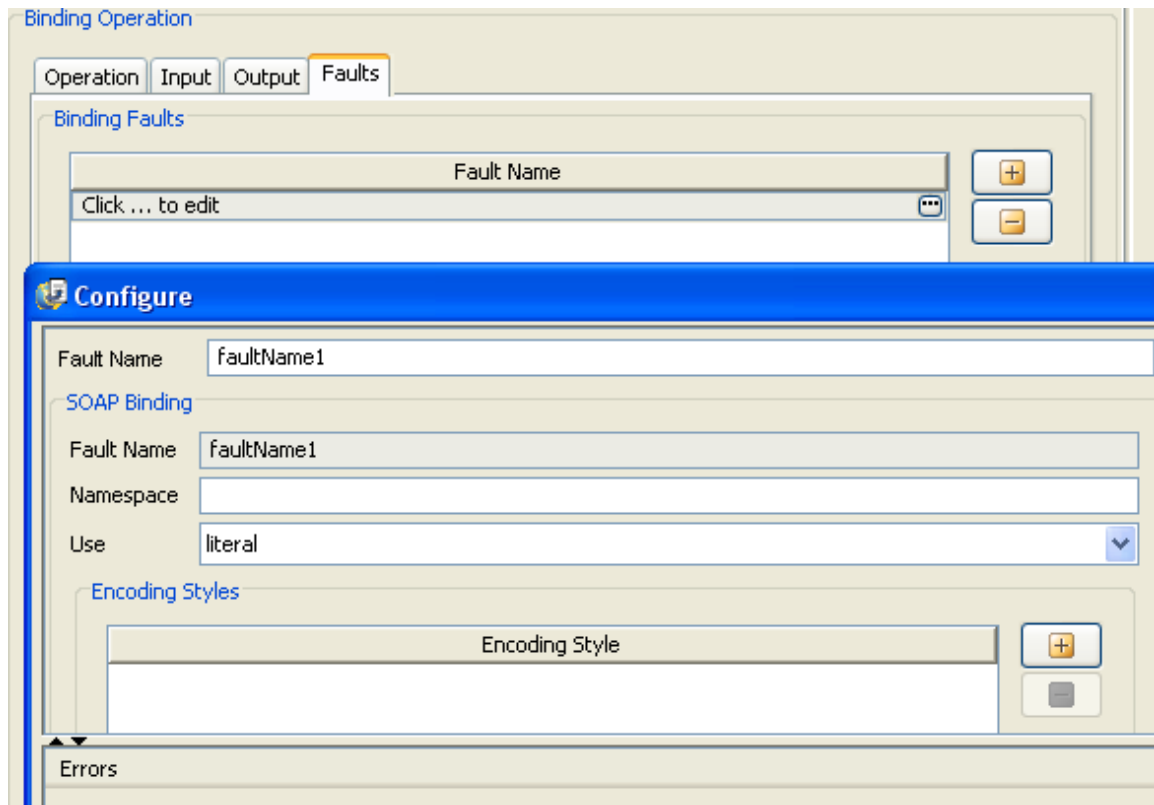 Binding Operation
Operation Input Output Faults
Binding Faults
Fault Name
Click ... to edit
Configure
Fault Name faultName1
SOAP Binding
Fault Name faultName1
Namespace
Use literal
Encoding Styles
Encoding Style
Errors